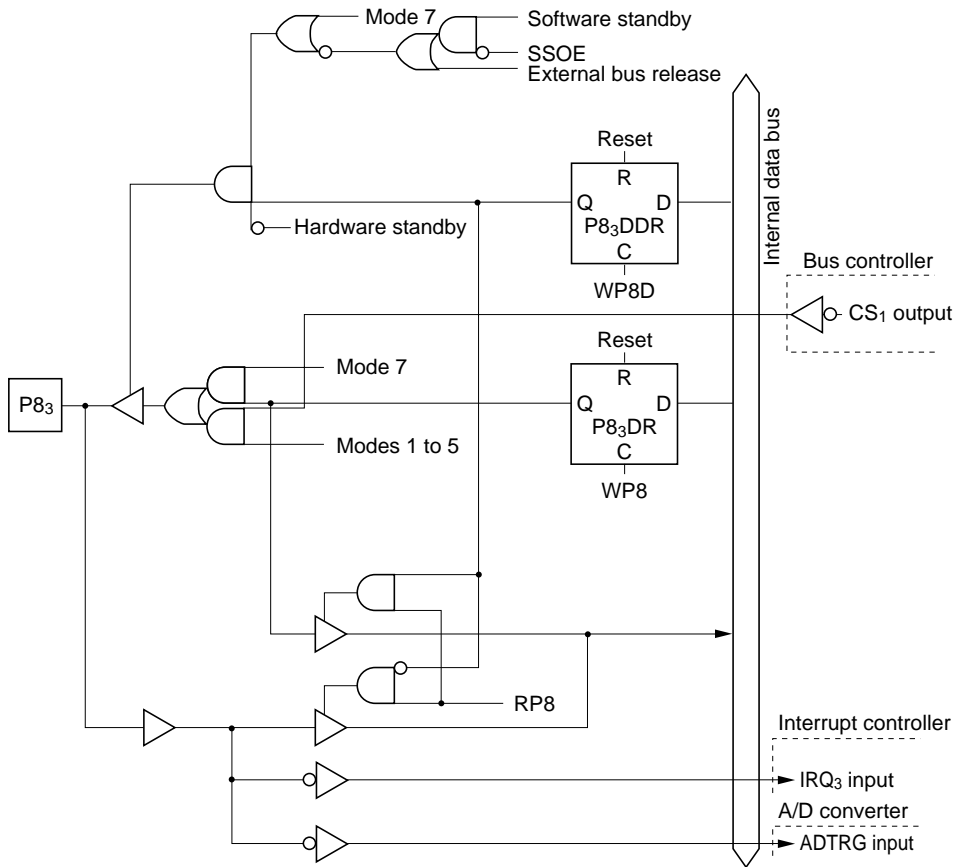 Mode 7
Software standby
SSOE
External bus release
Internal data bus
Reset
R
Q
D
P8₃DDR
C
WP8D
Hardware standby
Bus controller
CS₁ output
Reset
R
Q
D
P8₃DR
C
WP8
Mode 7
P8₃
Modes 1 to 5
RP8
Interrupt controller
IRQ₃ input
A/D converter
ADTRG input